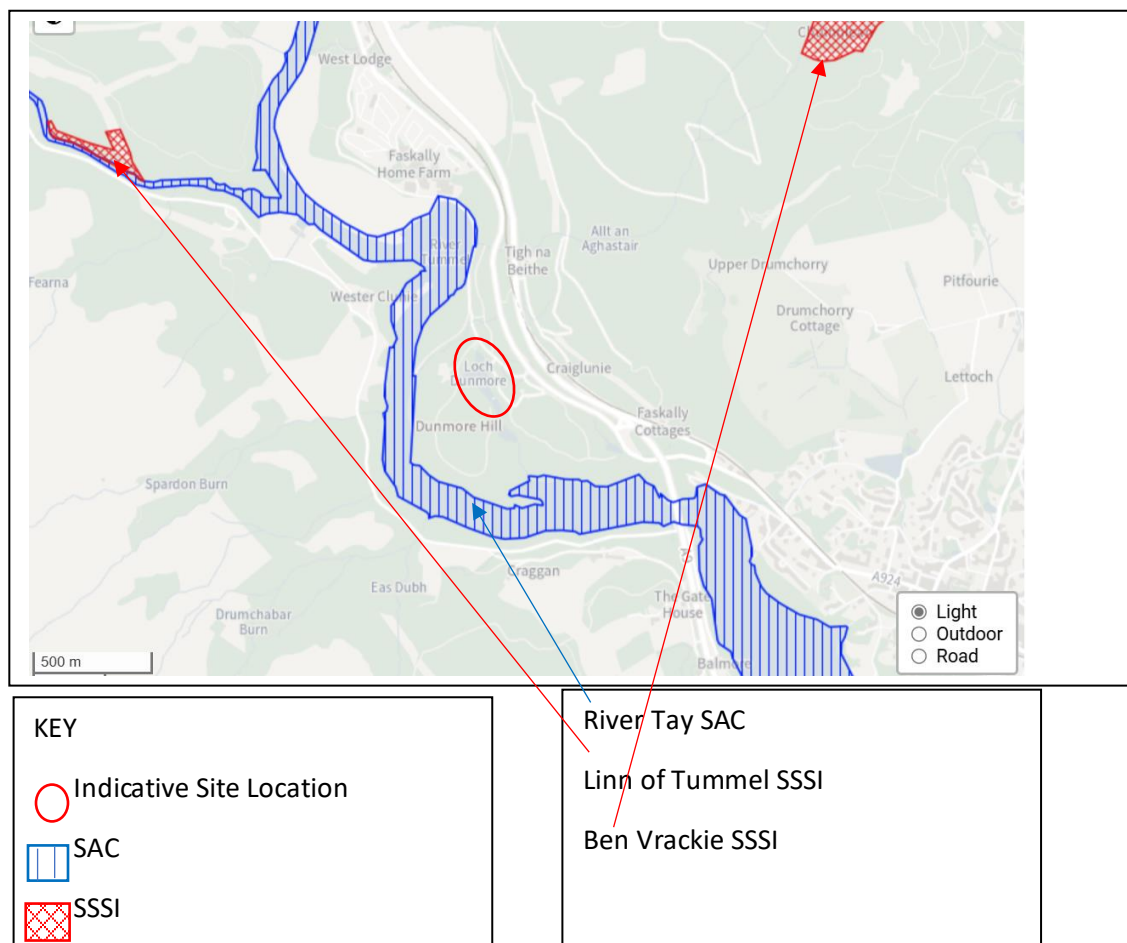 West Lodge
Faskally
Home Farm
Allt an
Aghastair
River
Tummel
Tigh na
Beithe
Upper Drumchorry
Pitfourie
Fearna
Wester Clunie
Drumchorry
Cottage
Loch
Dunmore
Craiglunie
Lettoch
Dunmore Hill
Faskally
Cottages
Spardon Burn
A9
Craggan
A924
Eas Dubh
The Gate
House
Drumchabar
Burn
Light
Outdoor
Road
500 m
Balmore
KEY
Indicative Site Location
SAC
SSSI
River Tay SAC
Linn of Tummel SSSI
Ben Vrackie SSSI